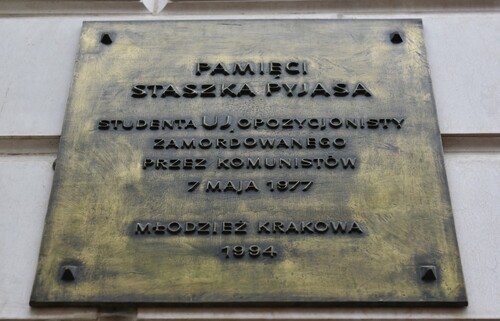 PAMIĘCI
STASZKA PYJASA
STUDENTA UJ, OPOZYCJONISTY
ZAMORDOWANEGO
PRZEZ KOMUNISTÓW
7 MAJA 1977
MŁODZIEŻ KRAKOWA
1994